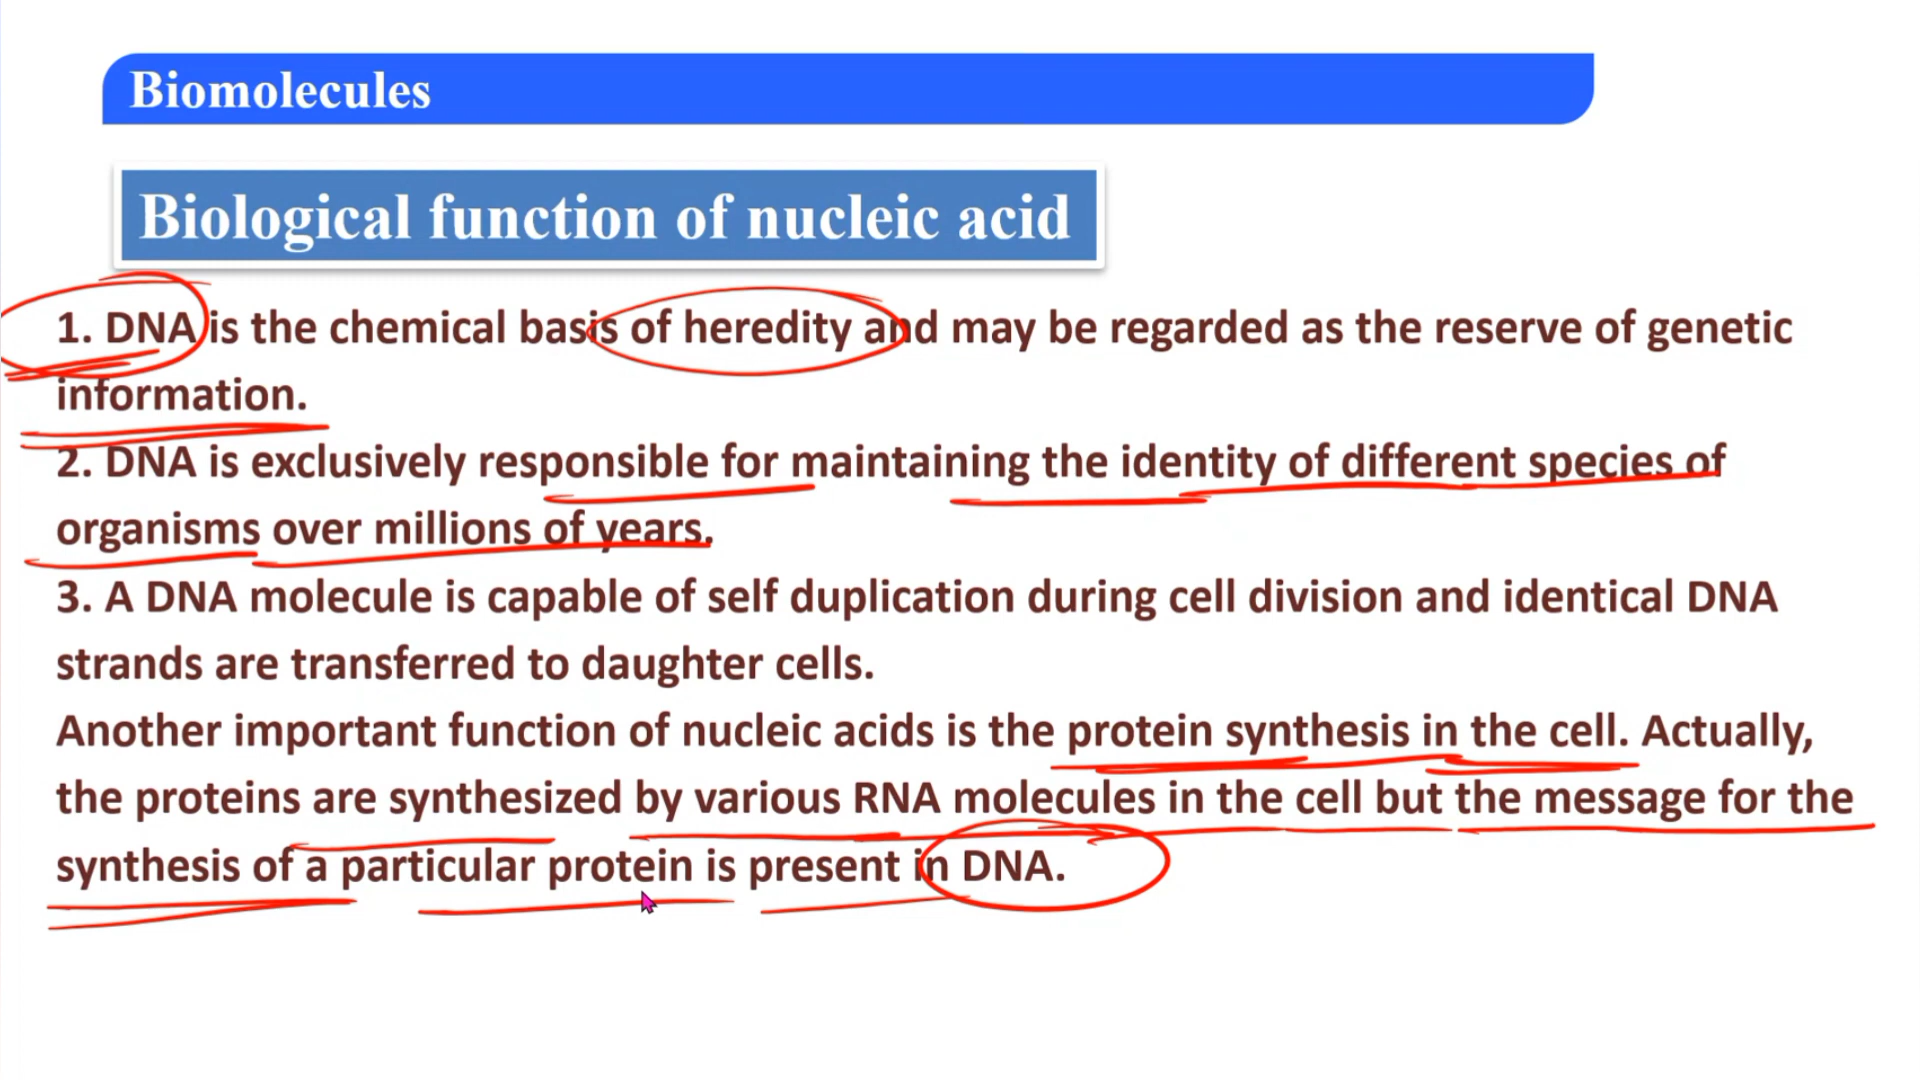 Biomolecules
Biological function of nucleic acid
1. DNA is the chemical basis of heredity and may be regarded as the reserve of genetic
information.
2. DNA is exclusively responsible for maintaining the identity of different species of
organisms over millions of years.
3. A DNA molecule is capable of self duplication during cell division and identical DNA
strands are transferred to daughter cells.
Another important function of nucleic acids is the protein synthesis in the cell. Actually,
the proteins are synthesized by various RNA molecules in the cell but the message for the
synthesis of a particular protein is present in DNA.